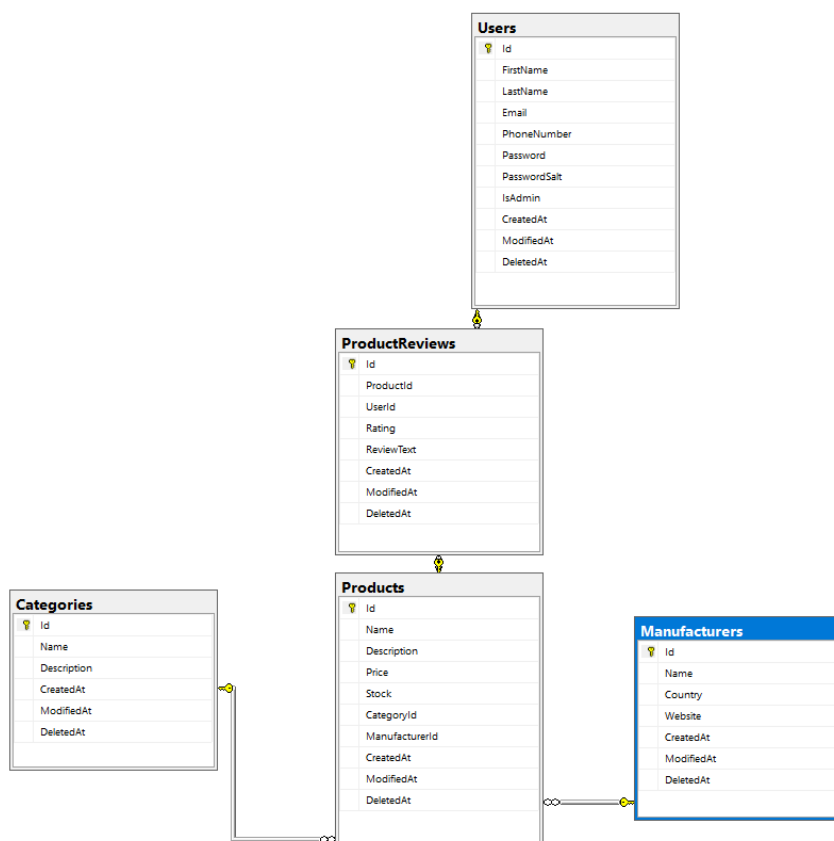 Users
Id
FirstName
LastName
Email
PhoneNumber
Password
PasswordSalt
IsAdmin
CreatedAt
ModifiedAt
DeletedAt
ProductReviews
Id
ProductId
UserId
Rating
ReviewText
CreatedAt
ModifiedAt
DeletedAt
Categories
Id
Name
Description
CreatedAt
ModifiedAt
DeletedAt
Products
Id
Name
Description
Price
Stock
CategoryId
ManufacturerId
CreatedAt
ModifiedAt
DeletedAt
Manufacturers
Id
Name
Country
Website
CreatedAt
ModifiedAt
DeletedAt